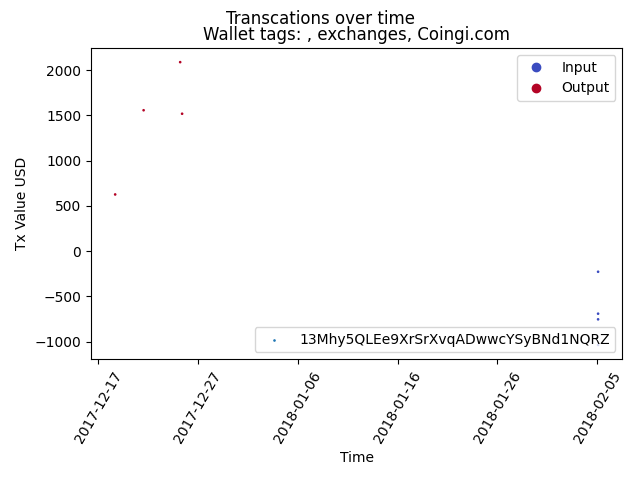 Transcations over time
Wallet tags: , exchanges, Coingi.com
Input
Output
Tx Value USD
2000
1500
1000
500
0
−500
−1000
13Mhy5QLEe9XrSrXvqADwwcYSyBNd1NQRZ
2017-12-17
2017-12-27
2018-01-06
2018-01-16
2018-01-26
2018-02-05
Time